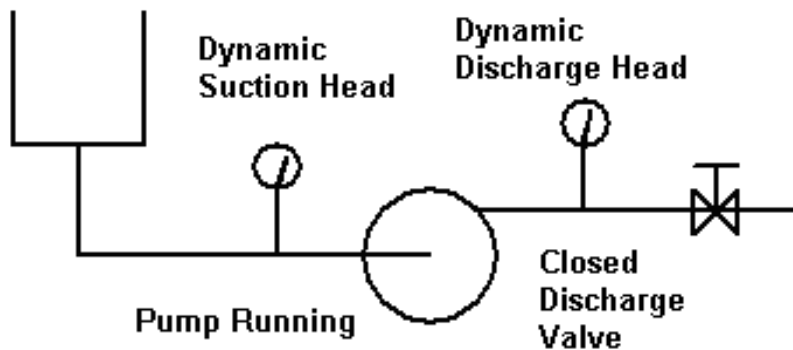 Dynamic
Suction Head
Dynamic
Discharge Head
Pump Running
Closed
Discharge
Valve